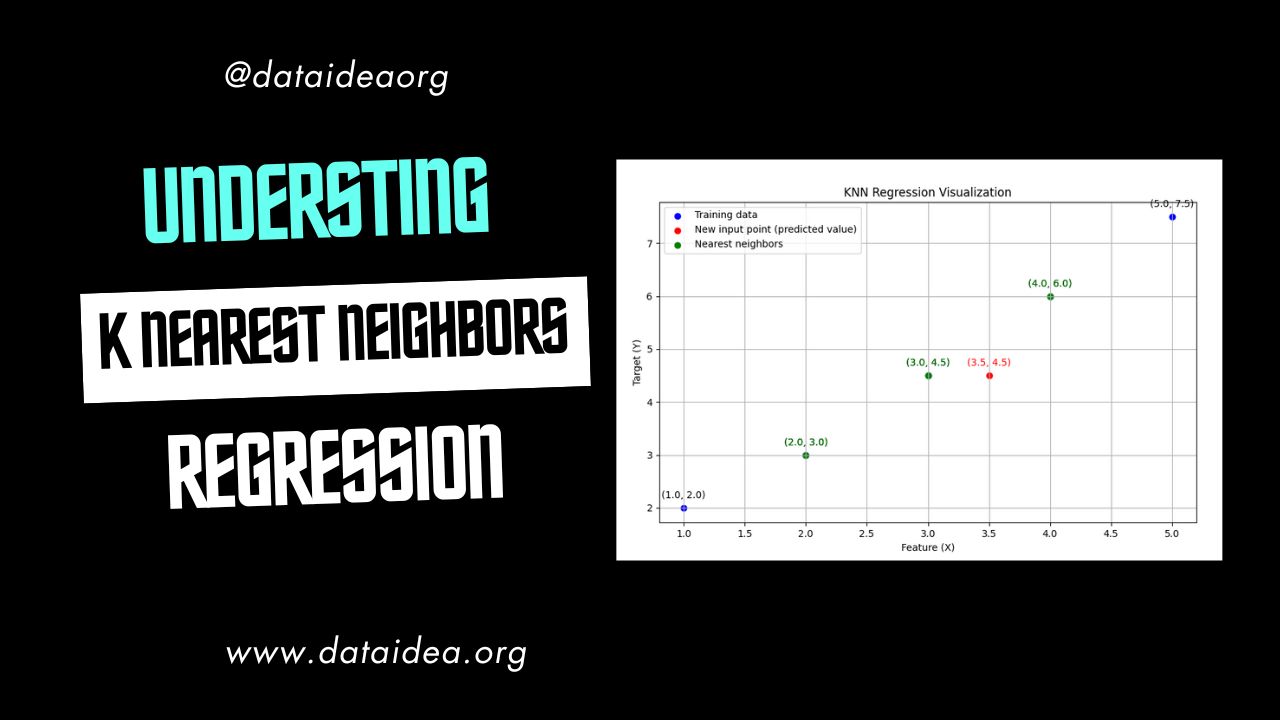 @dataideaorg
UNDERSTING
K NEAREST NEIGHBORS
REGRESSION
www.dataidea.org
KNN Regression Visualization
Training data
New input point (predicted value)
Nearest neighbors
(5.0, 7.5)
(4.0, 6.0)
(3.0, 4.5) (3.5, 4.5)
(2.0, 3.0)
(1.0, 2.0)
Target (Y)
7
6
5
4
3
2
1.0 1.5 2.0 2.5 3.0 3.5 4.0 4.5 5.0
Feature (X)